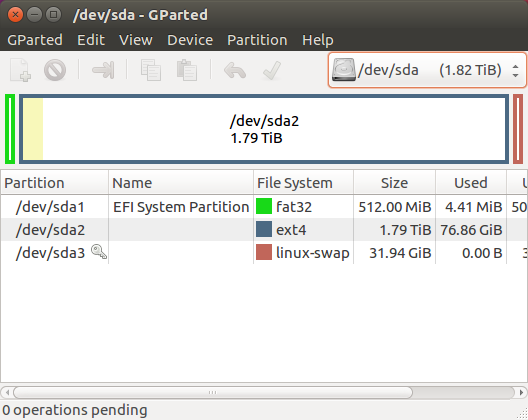 /dev/sda - GParted
GParted Edit View Device Partition Help
/dev/sda (1.82 TiB)
/dev/sda2
1.79 TiB
Partition Name File System Size Used U
/dev/sda1 EFI System Partition fat32 512.00 MiB 4.41 MiB 50
/dev/sda2 ext4 1.79 TiB 76.86 GiB
/dev/sda3 linux-swap 31.94 GiB 0.00 B 3
0 operations pending